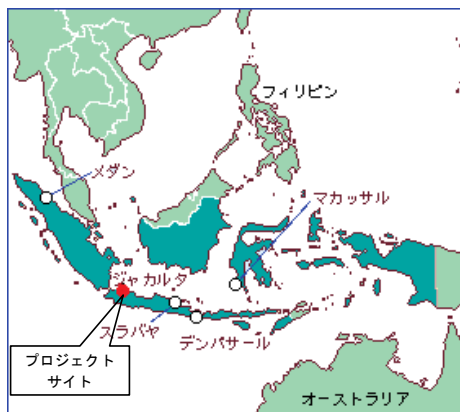 フィリピン
メダン
マカッサル
ジャカルタ
スラバヤ
デンパサール
プロジェクト
サイト
オーストラリア